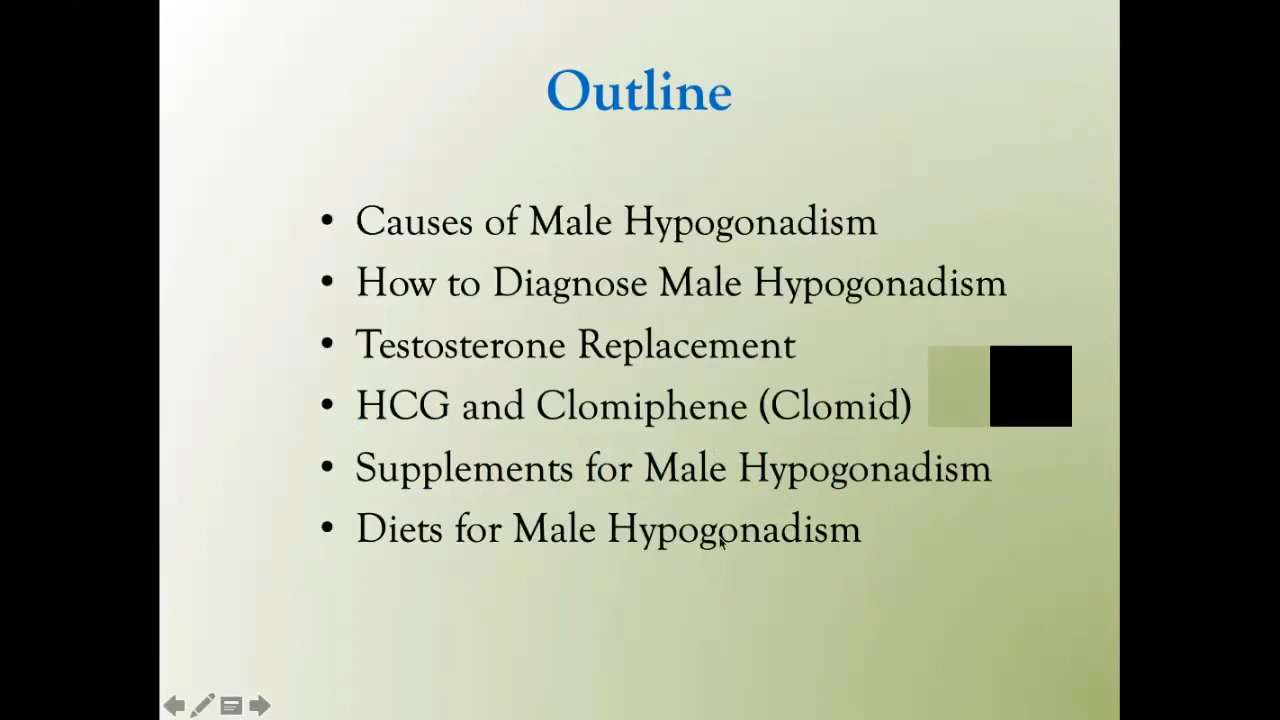 Outline
• Causes of Male Hypogonadism
• How to Diagnose Male Hypogonadism
• Testosterone Replacement
• HCG and Clomiphene (Clomid)
• Supplements for Male Hypogonadism
• Diets for Male Hypogonadism